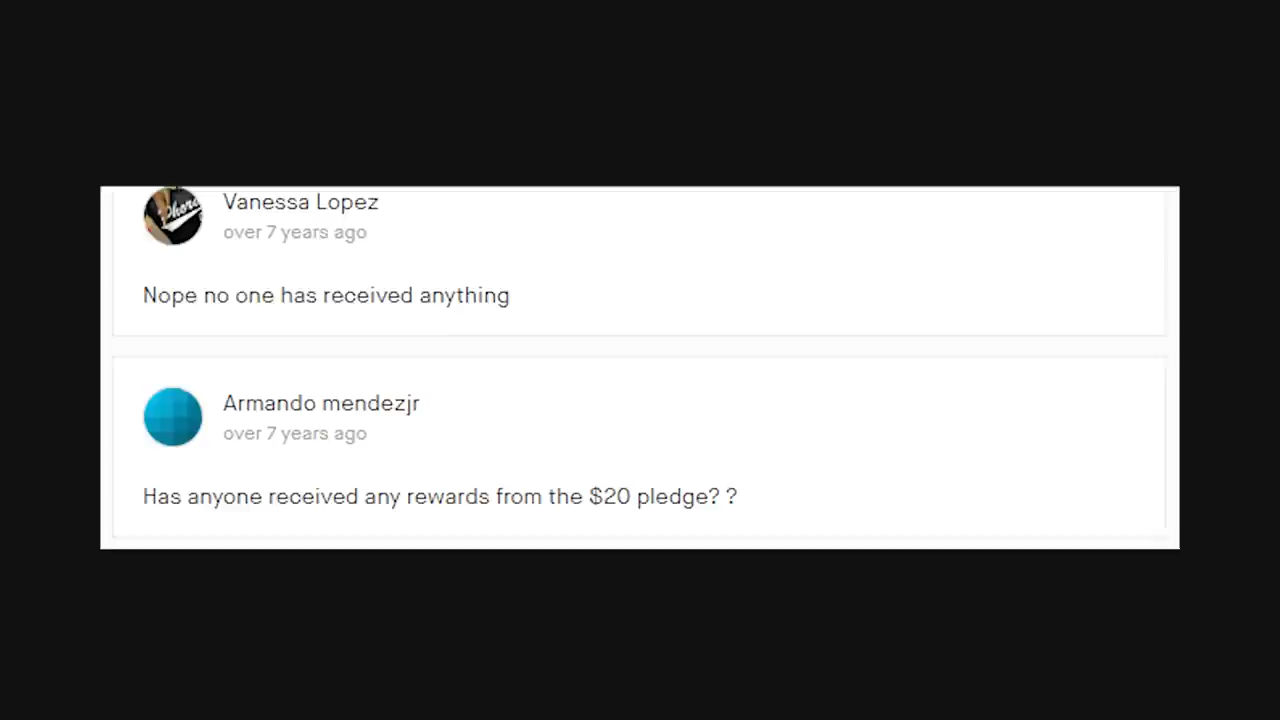 Vanessa Lopez
over 7 years ago
Nope no one has received anything
Armando mendezjr
over 7 years ago
Has anyone received any rewards from the $20 pledge? ?